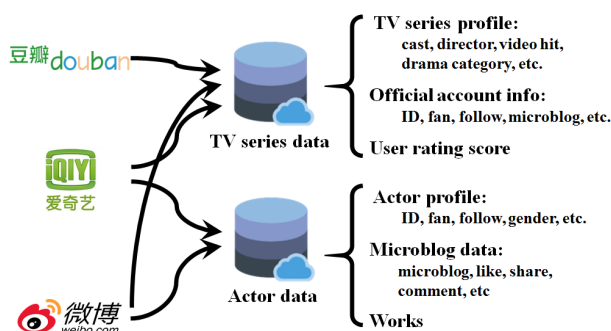 豆瓣douban
iQIYI
爱奇艺
微博
weibo.com
TV series data
Actor data
TV series profile:
cast, director, video hit,
drama category, etc.
Official account info:
ID, fan, follow, microblog, etc.
User rating score
Actor profile:
ID, fan, follow, gender, etc.
Microblog data:
microblog, like, share,
comment, etc
Works